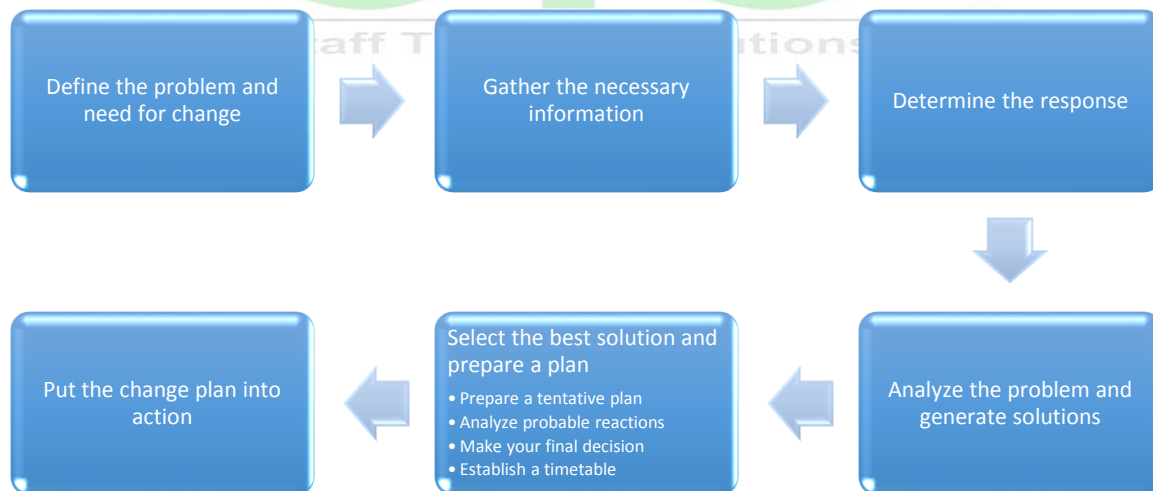 Define the problem and
need for change
Gather the necessary
information
Determine the response
Analyze the problem and
generate solutions
Select the best solution and
prepare a plan
• Prepare a tentative plan
• Analyze probable reactions
• Make your final decision
• Establish a timetable
Put the change plan into
action